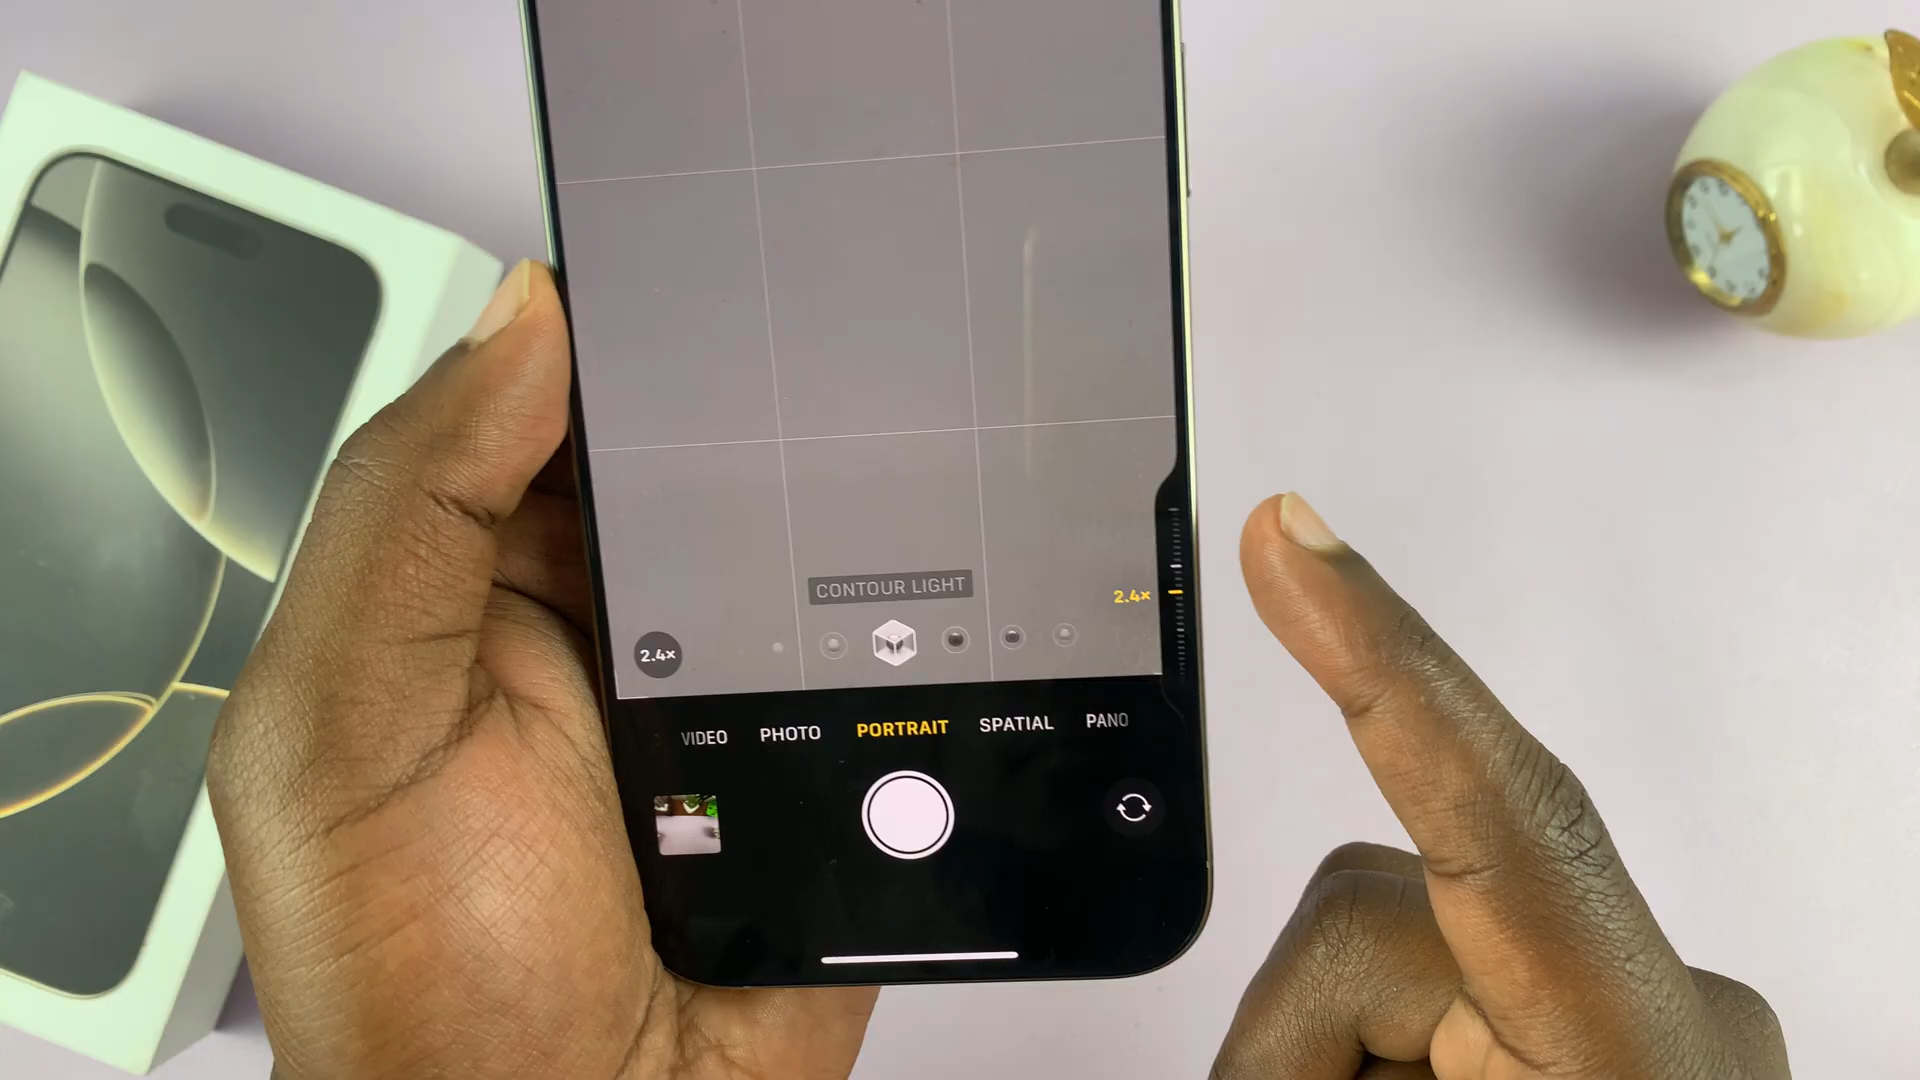 CONTOUR LIGHT
2.4×
2.4×
VIDEO PHOTO PORTRAIT SPATIAL PANO